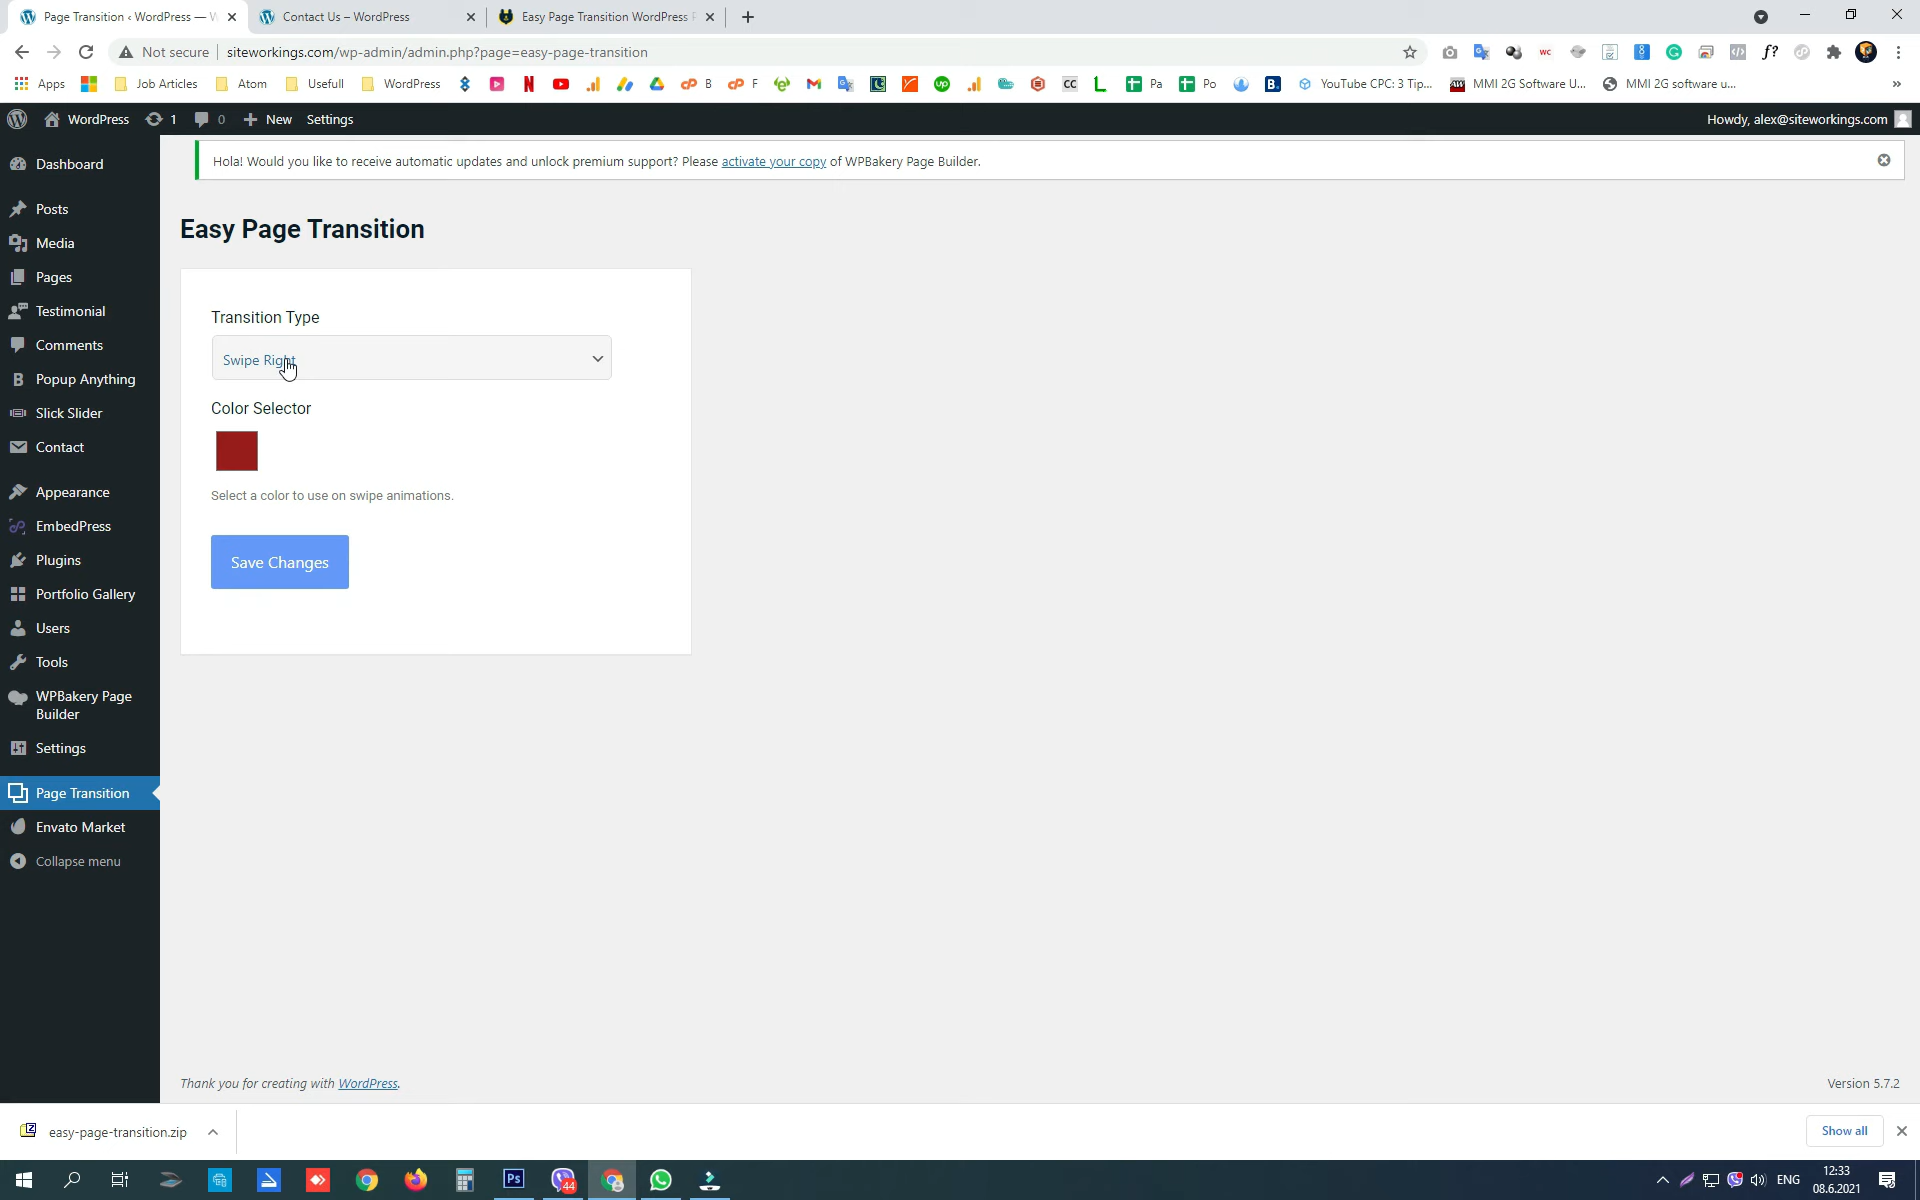 Page Transition ‹ WordPress — W
Contact Us – WordPress
Easy Page Transition WordPress P
Not secure
siteworkings.com/wp-admin/admin.php?page=easy-page-transition
Apps
Job Articles
Atom
Usefull
WordPress
B
F
CC
Pa
Po
B.
YouTube CPC: 3 Tip...
MMI 2G Software U...
MMI 2G software u...
WordPress
1
0
New
Settings
Howdy, alex@siteworkings.com
Dashboard
Posts
Media
Pages
Testimonial
Comments
Popup Anything
Slick Slider
Contact
Appearance
EmbedPress
Plugins
Portfolio Gallery
Users
Tools
WPBakery Page
Builder
Settings
Page Transition
Envato Market
Collapse menu
Hola! Would you like to receive automatic updates and unlock premium support? Please activate your copy of WPBakery Page Builder.
Easy Page Transition
Transition Type
Swipe Right
Color Selector
Select a color to use on swipe animations.
Save Changes
Thank you for creating with WordPress.
Version 5.7.2
easy-page-transition.zip
Show all
Ps
44
ENG
12:33
08.6.2021